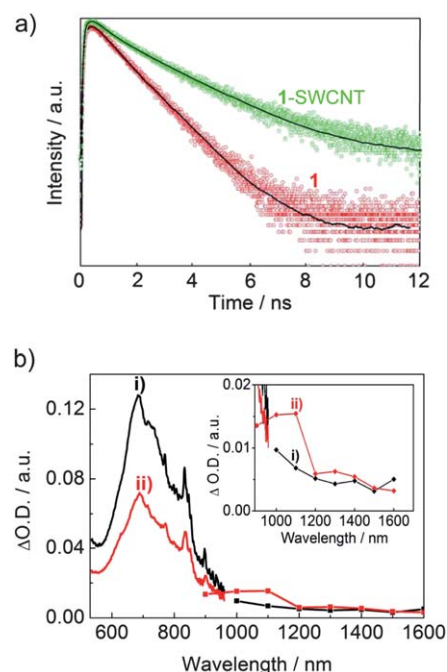 a)
Intensity / a.u.
1-SWCNT
1
0 2 4 6 8 10 12
Time / ns
b)
Δ O.D. / a.u.
0.12
0.08
0.04
0.00
i)
ii)
600 800 1000 1200 1400 1600
Wavelength / nm
Δ O.D. / a.u.
0.02
0.01
0.00
ii)
i)
1000 1200 1400 1600
Wavelength / nm